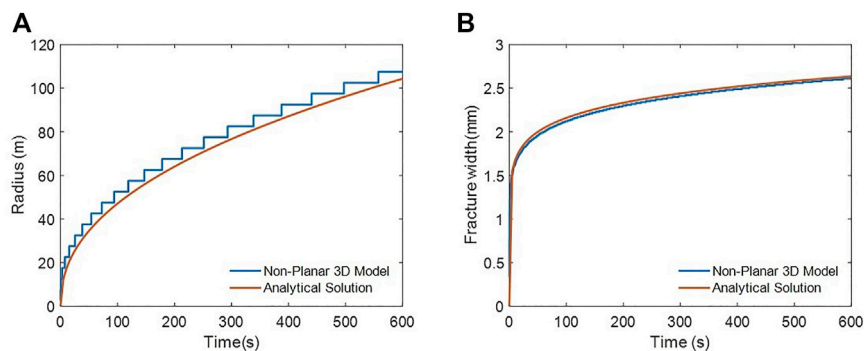 A
B
120
100
80
60
40
20
0
Radius (m)
0 100 200 300 400 500 600
Time(s)
Non-Planar 3D Model
Analytical Solution
3
2.5
2
1.5
1
0.5
0
Fracture width(mm)
0 100 200 300 400 500 600
Time (s)
Non-Planar 3D Model
Analytical Solution